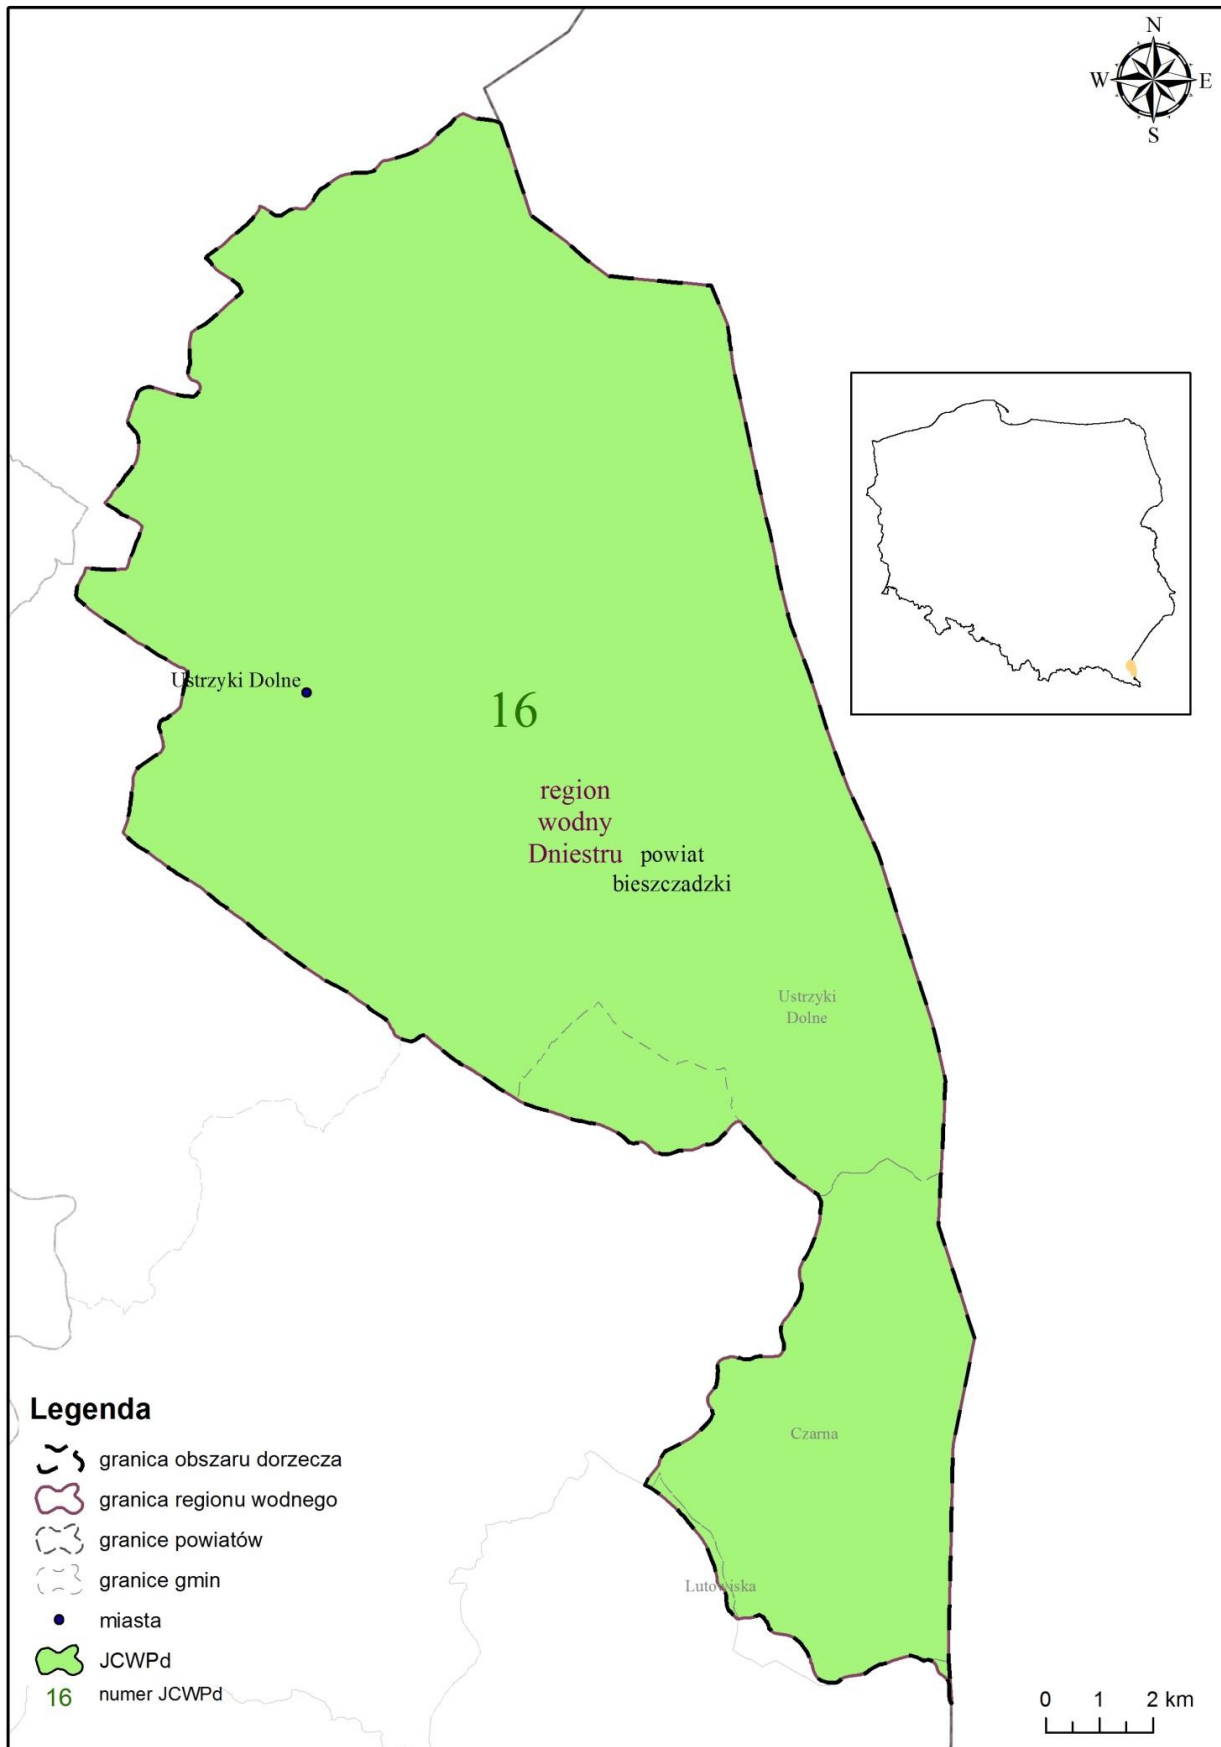 N
W
E
S
Ustrzyki Dolne
16
region
wodny
Dniestru
powiat
bieszczadzki
Ustrzyki
Dolne
Czarna
Lutowiska
Legenda
granica obszaru dorzecza
granica regionu wodnego
granice powiatów
granice gmin
miasta
JCWPd
16 numer JCWPd
0 1 2 km